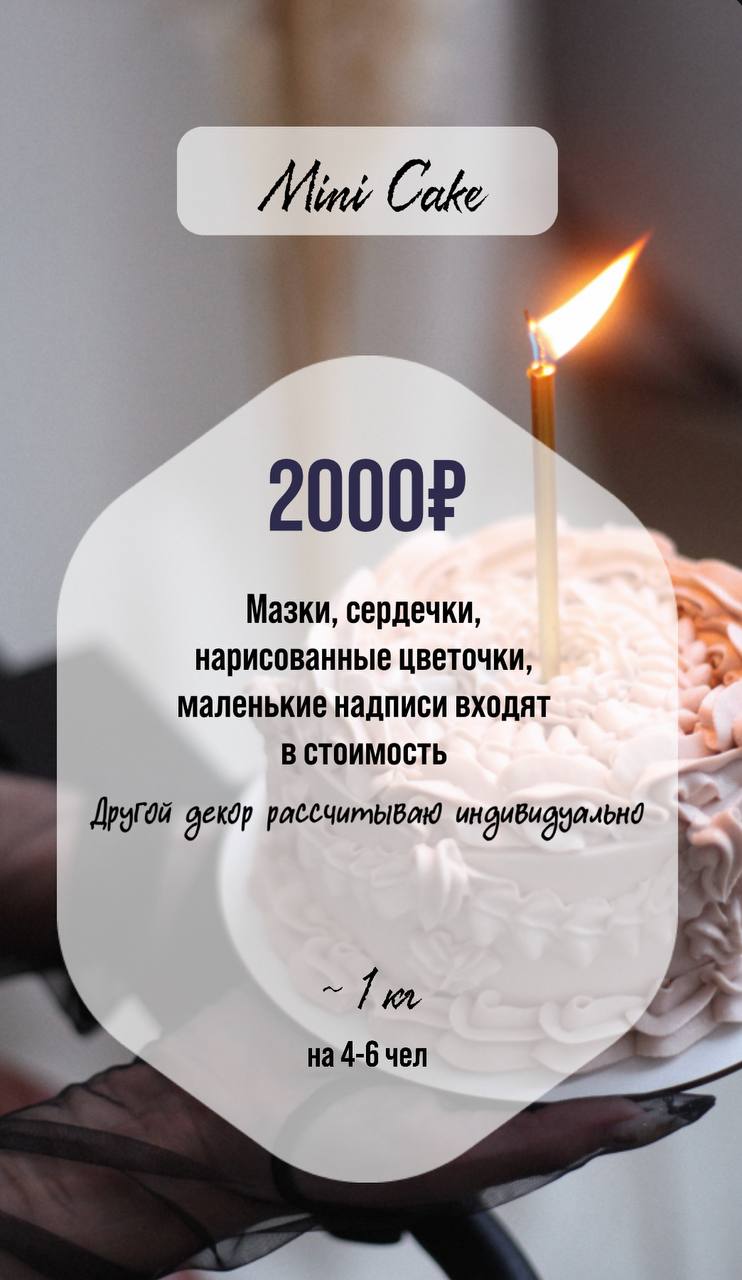 Mini Cake
2000₽
Мазки, сердечки,
нарисованные цветочки,
маленькие надписи входят
в стоимость
Другой декор рассчитываю индивидуально
~ 1 кг
на 4-6 чел